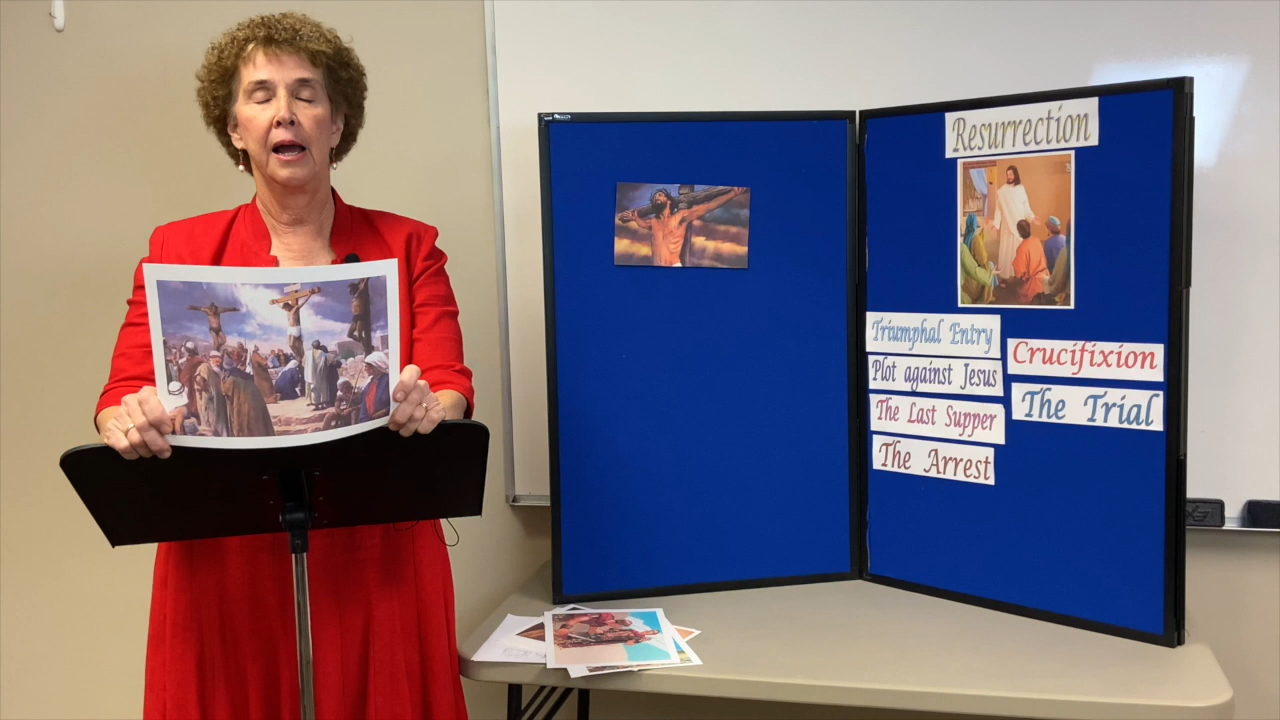 Resurrection
Triumphal Entry
Plot against Jesus
The Last Supper
The Arrest
Crucifixion
The Trial